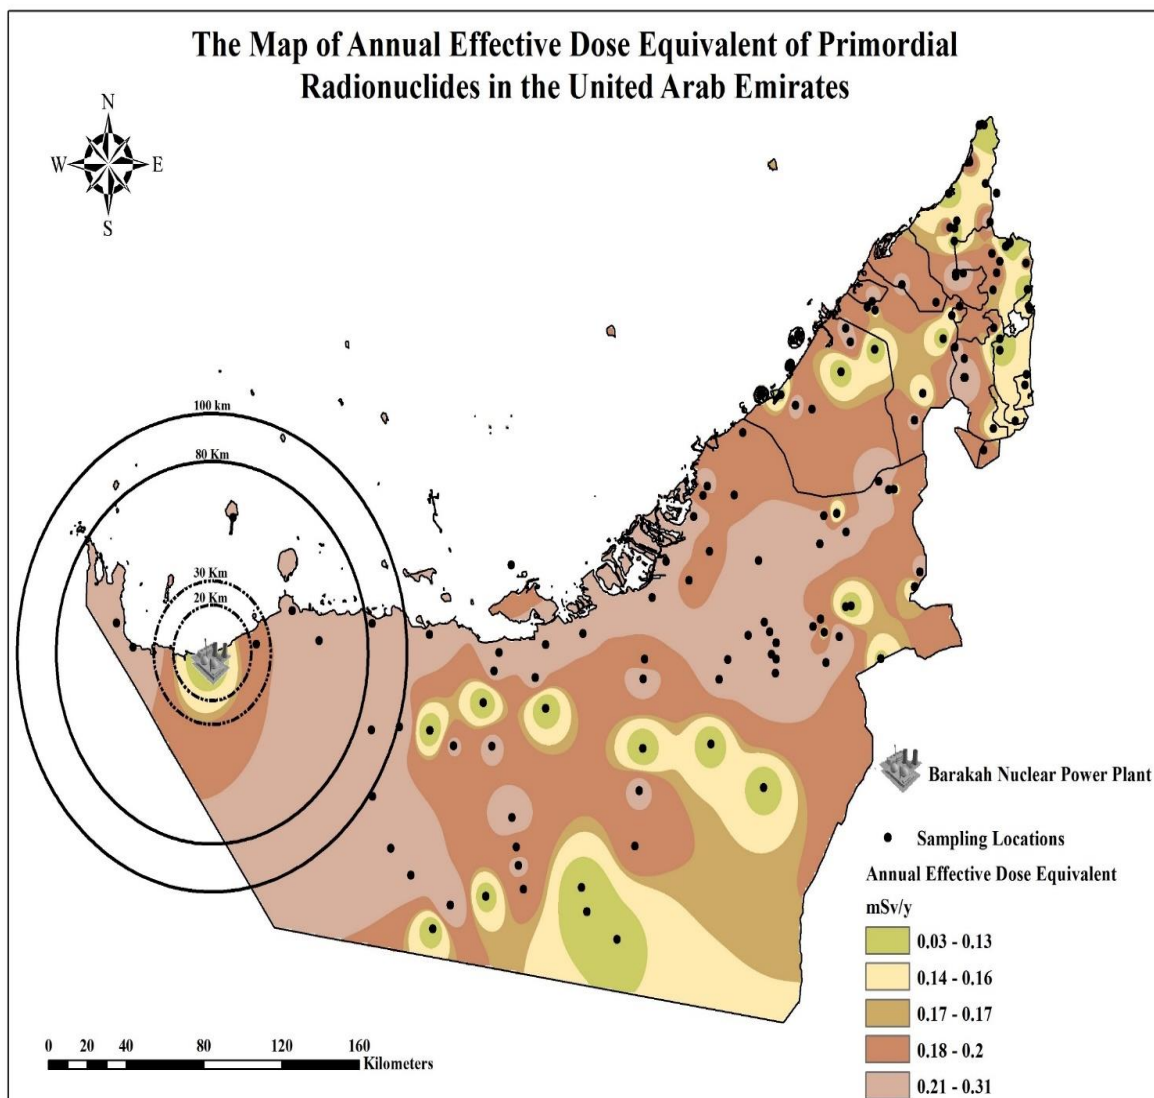 The Map of Annual Effective Dose Equivalent of Primordial
Radionuclides in the United Arab Emirates
N
W E
S
100 km
80 Km
30 Km
20 Km
Barakah Nuclear Power Plant
Sampling Locations
Annual Effective Dose Equivalent
mSv/y
0.03 - 0.13
0.14 - 0.16
0.17 - 0.17
0.18 - 0.2
0.21 - 0.31
0 20 40 80 120 160
Kilometers